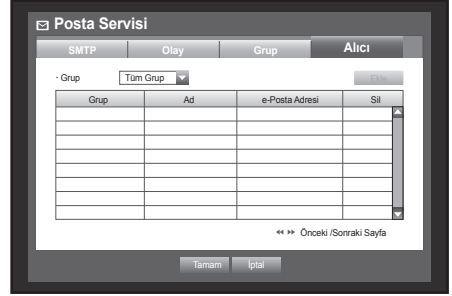 Posta Servisi
SMTP Olay Grup Alıcı
· Grup Tüm Grup Ekle
Grup Ad e-Posta Adresi Sil
Önceki /Sonraki Sayfa
Tamam İptal